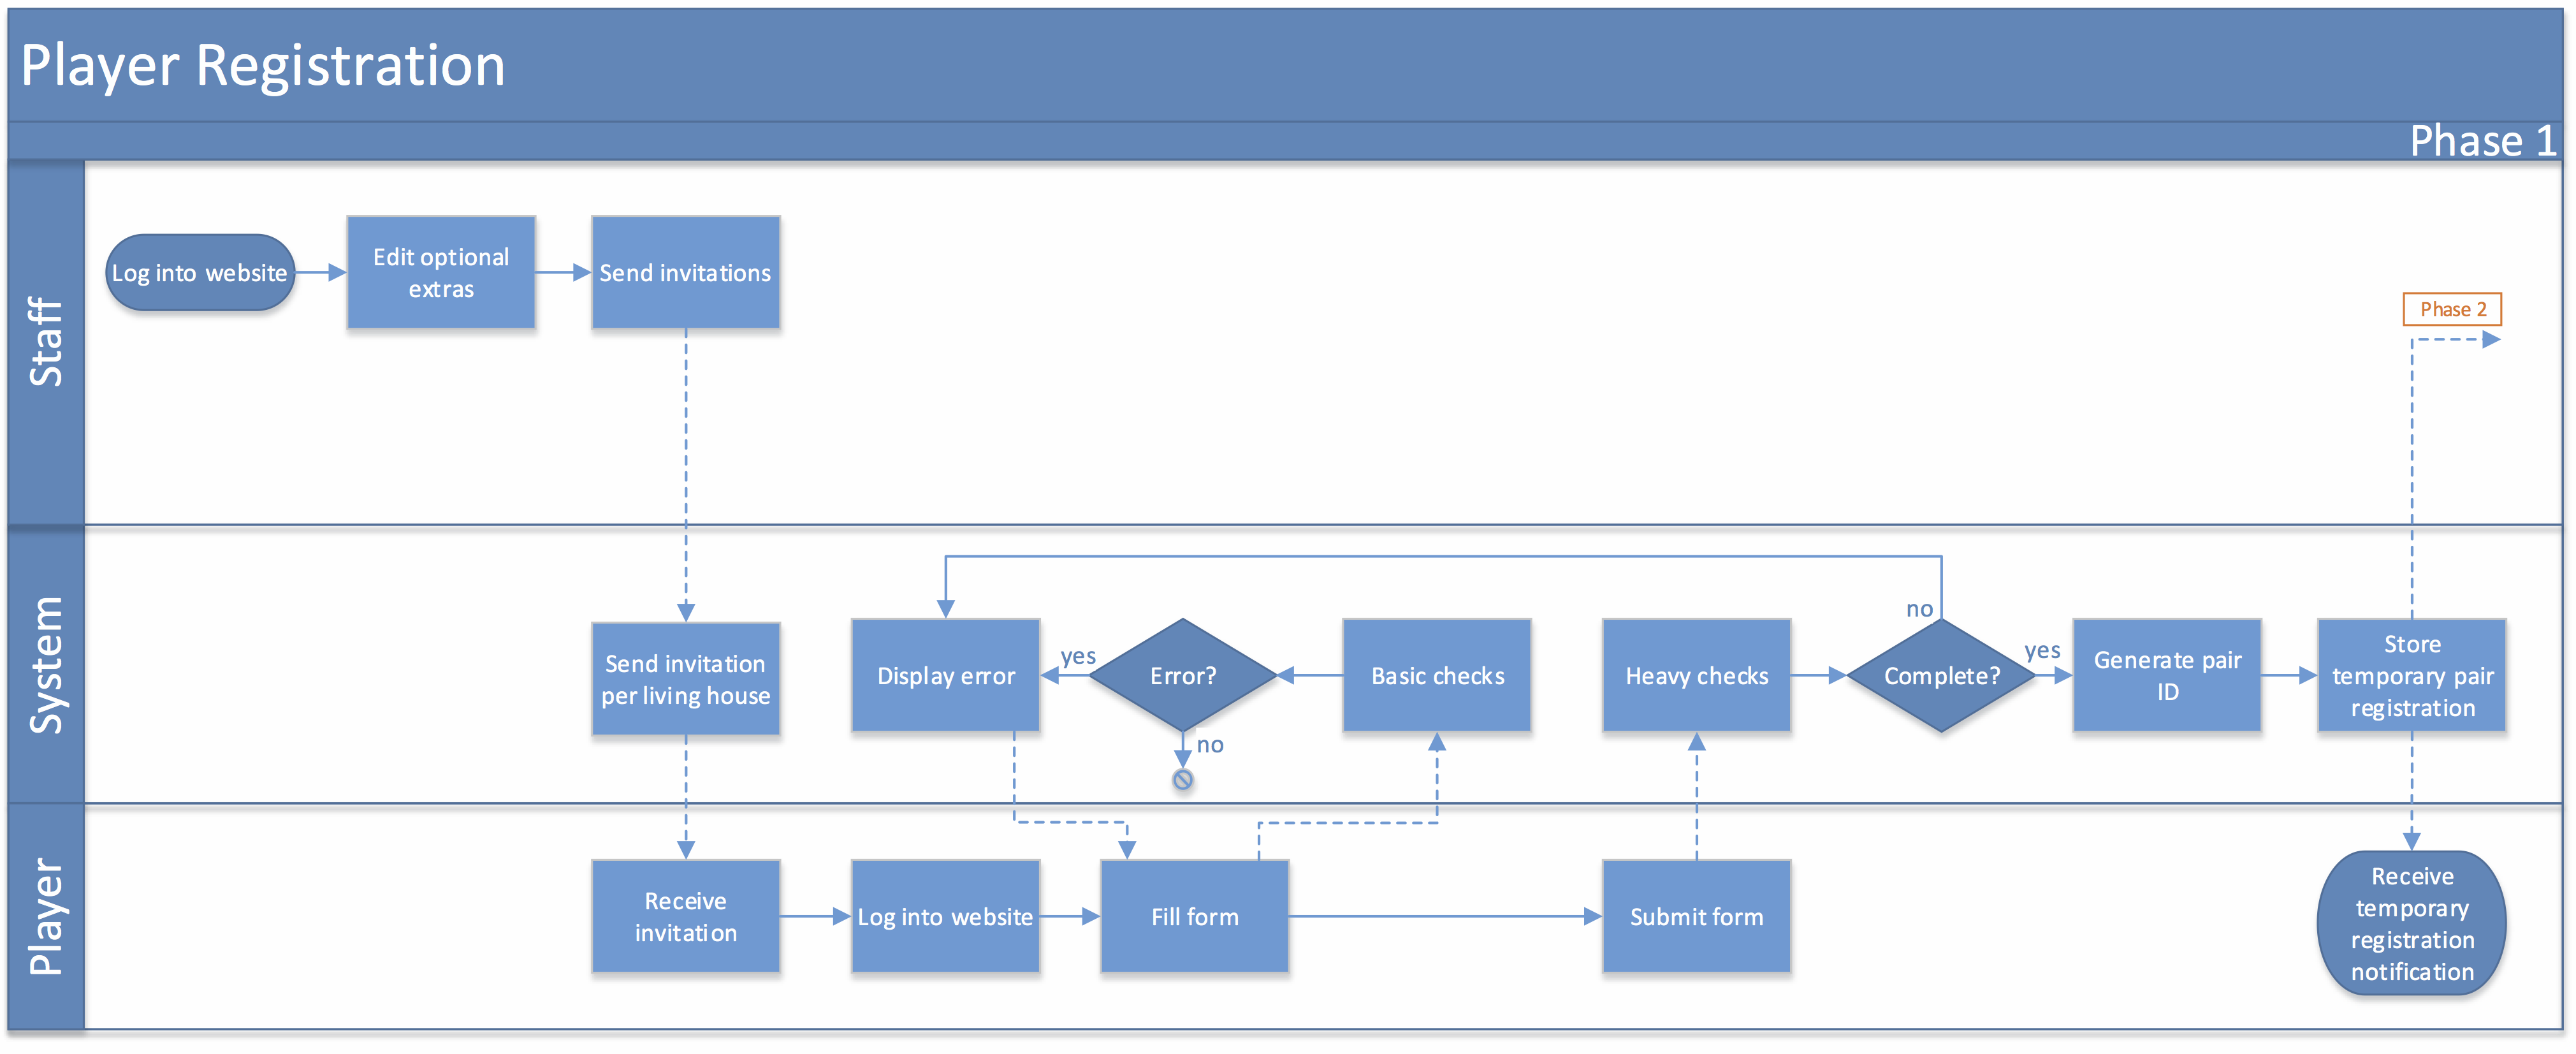 Player Registration
Phase 1
Staff
Log into website
Edit optional
extras
Send invitations
Phase 2
System
Send invitation
per living house
Display error
yes
Error?
no
Basic checks
Heavy checks
no
Complete?
yes
Generate pair
ID
Store
temporary pair
registration
Player
Receive
invitation
Log into website
Fill form
Submit form
Receive
temporary
registration
notification